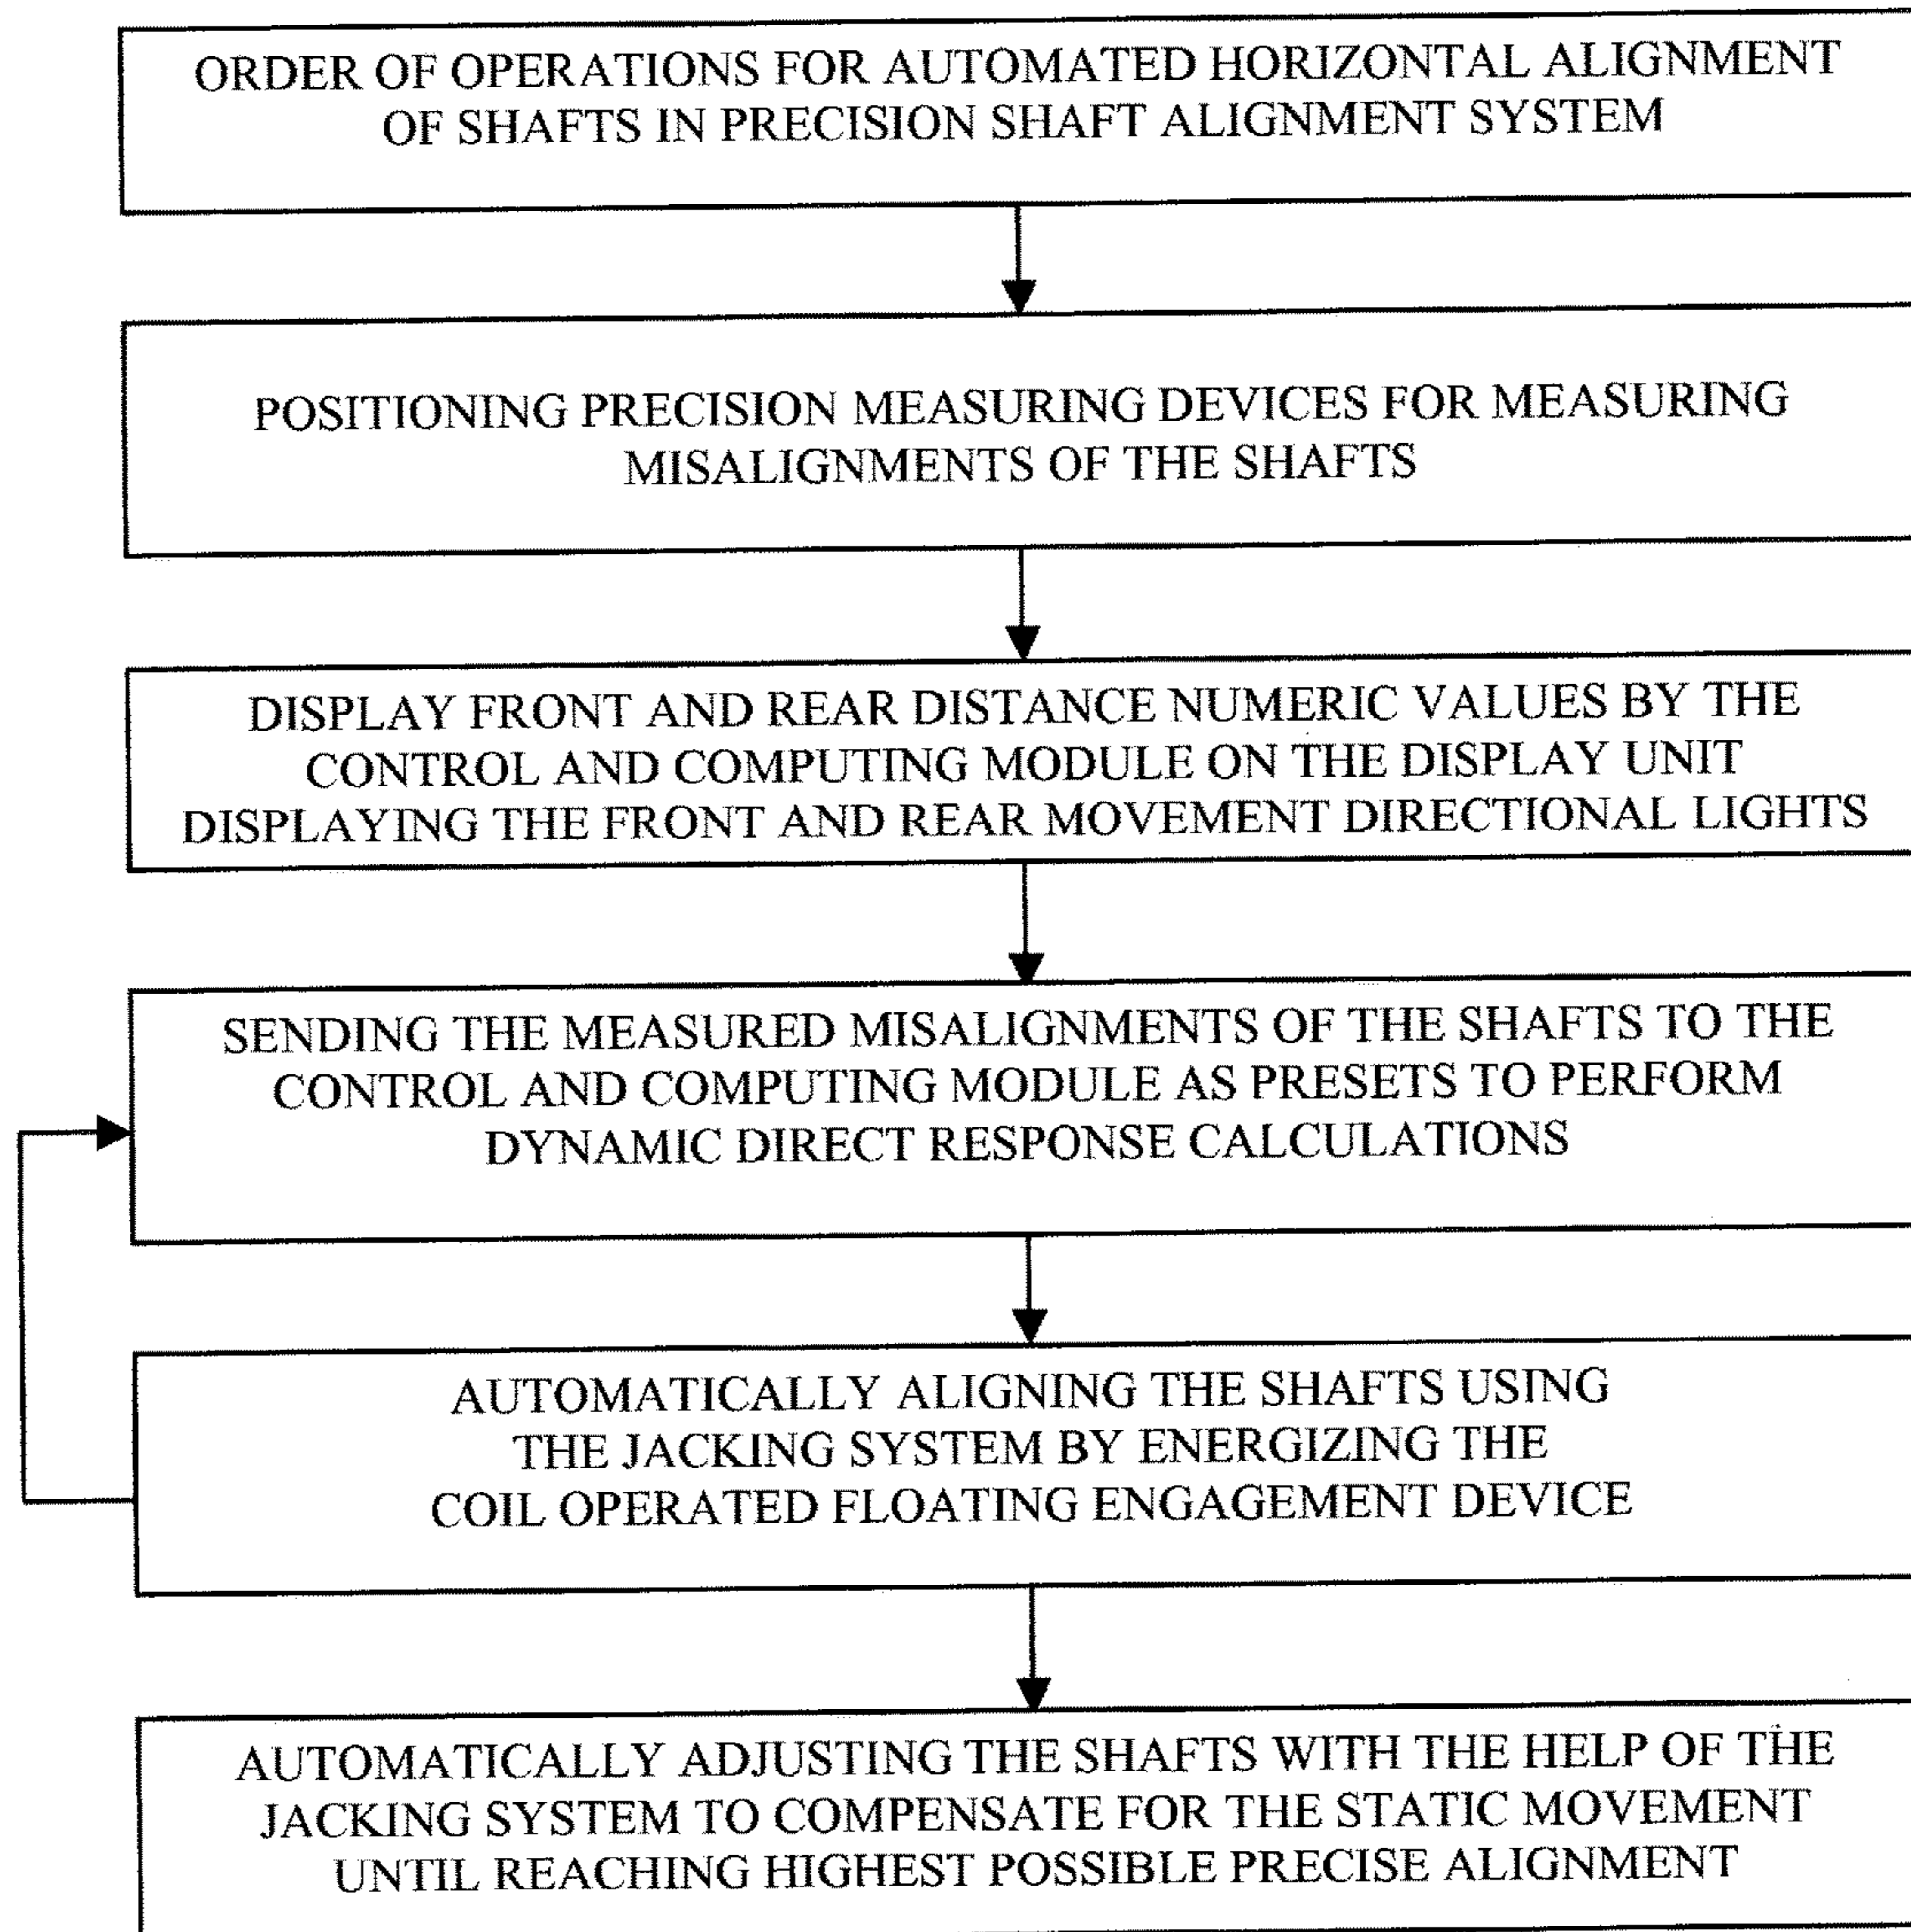 ORDER OF OPERATIONS FOR AUTOMATED HORIZONTAL ALIGNMENT
OF SHAFTS IN PRECISION SHAFT ALIGNMENT SYSTEM
POSITIONING PRECISION MEASURING DEVICES FOR MEASURING
MISALIGNMENTS OF THE SHAFTS
DISPLAY FRONT AND REAR DISTANCE NUMERIC VALUES BY THE
CONTROL AND COMPUTING MODULE ON THE DISPLAY UNIT
DISPLAYING THE FRONT AND REAR MOVEMENT DIRECTIONAL LIGHTS
SENDING THE MEASURED MISALIGNMENTS OF THE SHAFTS TO THE
CONTROL AND COMPUTING MODULE AS PRESETS TO PERFORM
DYNAMIC DIRECT RESPONSE CALCULATIONS
AUTOMATICALLY ALIGNING THE SHAFTS USING
THE JACKING SYSTEM BY ENERGIZING THE
COIL OPERATED FLOATING ENGAGEMENT DEVICE
AUTOMATICALLY ADJUSTING THE SHAFTS WITH THE HELP OF THE
JACKING SYSTEM TO COMPENSATE FOR THE STATIC MOVEMENT
UNTIL REACHING HIGHEST POSSIBLE PRECISE ALIGNMENT